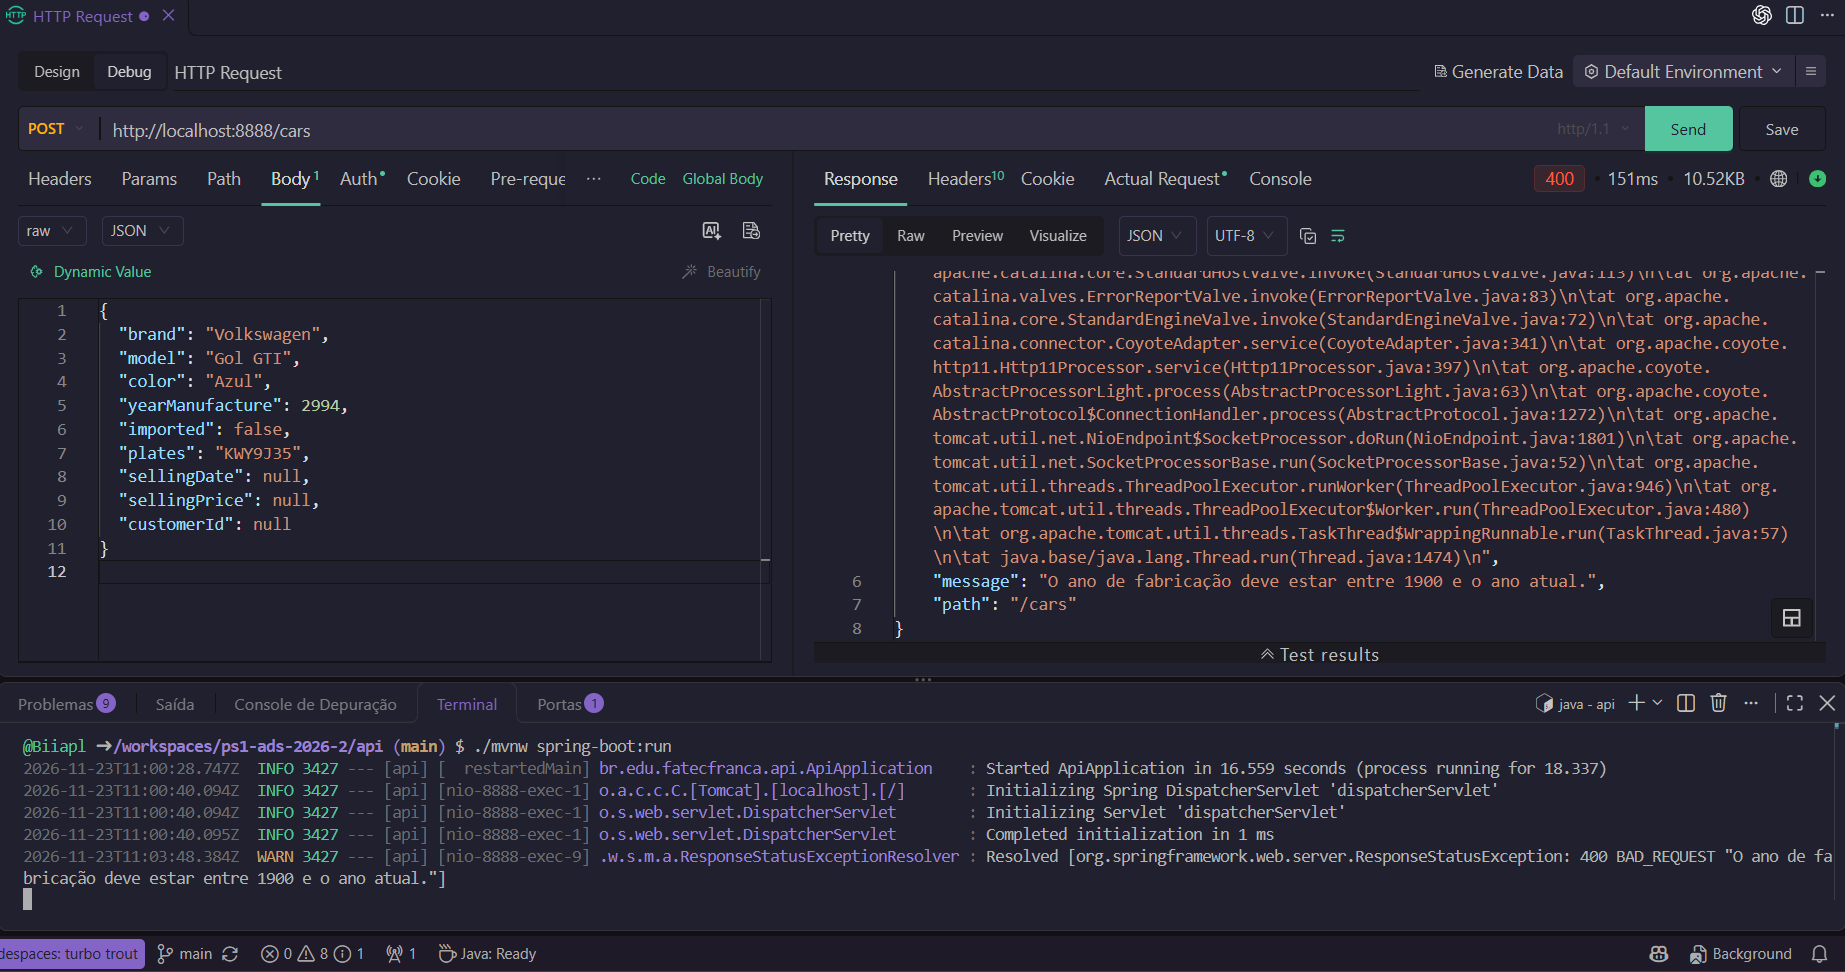 HTTP Request
Design Debug HTTP Request
Generate Data Default Environment
POST http://localhost:8888/cars http/1.1 Send Save
Headers Params Path Body 1 Auth Cookie Pre-reque ... Code Global Body
raw JSON
Dynamic Value Beautify
1 {
2 "brand": "Volkswagen",
3 "model": "Gol GTI",
4 "color": "Azul",
5 "yearManufacture": 2994,
6 "imported": false,
7 "plates": "KWY9J35",
8 "sellingDate": null,
9 "sellingPrice": null,
10 "customerId": null
11 }
12
Response Headers 10 Cookie Actual Request Console 400 151ms 10.52KB
Pretty Raw Preview Visualize JSON UTF-8
apache.catalina.core.StandardHostValve.invoke(StandardHostValve.java:113)\n\tat org.apache.
catalina.valves.ErrorReportValve.invoke(ErrorReportValve.java:83)\n\tat org.apache.
catalina.core.StandardEngineValve.invoke(StandardEngineValve.java:72)\n\tat org.apache.
catalina.connector.CoyoteAdapter.service(CoyoteAdapter.java:341)\n\tat org.apache.coyote.
http11.Http11Processor.service(Http11Processor.java:397)\n\tat org.apache.coyote.
AbstractProcessorLight.process(AbstractProcessorLight.java:63)\n\tat org.apache.coyote.
AbstractProtocol$ConnectionHandler.process(AbstractProtocol.java:1272)\n\tat org.apache.
tomcat.util.net.NioEndpoint$SocketProcessor.doRun(NioEndpoint.java:1801)\n\tat org.apache.
tomcat.util.net.SocketProcessorBase.run(SocketProcessorBase.java:52)\n\tat org.apache.
tomcat.util.threads.ThreadPoolExecutor.runWorker(ThreadPoolExecutor.java:946)\n\tat org.
apache.tomcat.util.threads.ThreadPoolExecutor$Worker.run(ThreadPoolExecutor.java:480)
\n\tat org.apache.tomcat.util.threads.TaskThread$WrappingRunnable.run(TaskThread.java:57)
\n\tat java.base/java.lang.Thread.run(Thread.java:1474)\n",
6 "message": "O ano de fabricação deve estar entre 1900 e o ano atual.",
7 "path": "/cars"
8 }
Test results
Problemas 9 Saída Console de Depuração Terminal Portas 1 java - api
@Biiapl ➜/workspaces/ps1-ads-2026-2/api (main) $ ./mvnw spring-boot:run
2026-11-23T11:00:28.747Z INFO 3427 --- [api] [ restartedMain] br.edu.fatecfranca.api.ApiApplication : Started ApiApplication in 16.559 seconds (process running for 18.337)
2026-11-23T11:00:40.094Z INFO 3427 --- [api] [nio-8888-exec-1] o.a.c.c.C.[Tomcat].[localhost].[/] : Initializing Spring DispatcherServlet 'dispatcherServlet'
2026-11-23T11:00:40.094Z INFO 3427 --- [api] [nio-8888-exec-1] o.s.web.servlet.DispatcherServlet : Initializing Servlet 'dispatcherServlet'
2026-11-23T11:00:40.095Z INFO 3427 --- [api] [nio-8888-exec-1] o.s.web.servlet.DispatcherServlet : Completed initialization in 1 ms
2026-11-23T11:03:48.384Z WARN 3427 --- [api] [nio-8888-exec-9] .w.s.m.a.ResponseStatusExceptionResolver : Resolved [org.springframework.web.server.ResponseStatusException: 400 BAD_REQUEST "O ano de fa
bricação deve estar entre 1900 e o ano atual."]
despaces: turbo trout main 0 8 1 1 Java: Ready Background